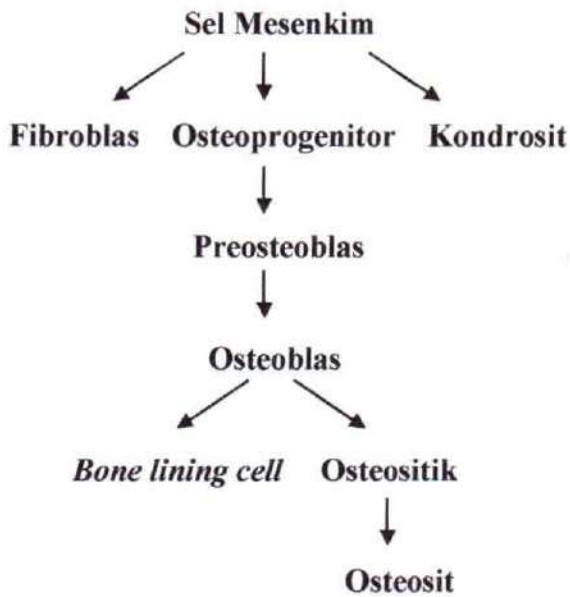 Sel Mesenkim
Fibroblas Osteoprogenitor Kondrosit
Preosteoblas
Osteoblas
Bone lining cell Osteositik
Osteosit